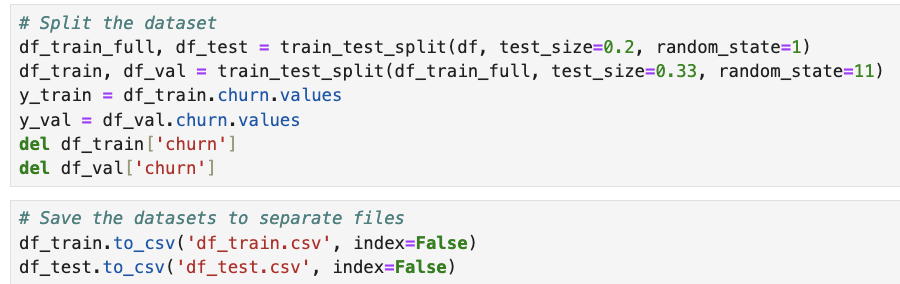 # Split the dataset
df_train_full, df_test = train_test_split(df, test_size=0.2, random_state=1)
df_train, df_val = train_test_split(df_train_full, test_size=0.33, random_state=11)
y_train = df_train.churn.values
y_val = df_val.churn.values
del df_train['churn']
del df_val['churn']
# Save the datasets to separate files
df_train.to_csv('df_train.csv', index=False)
df_test.to_csv('df_test.csv', index=False)